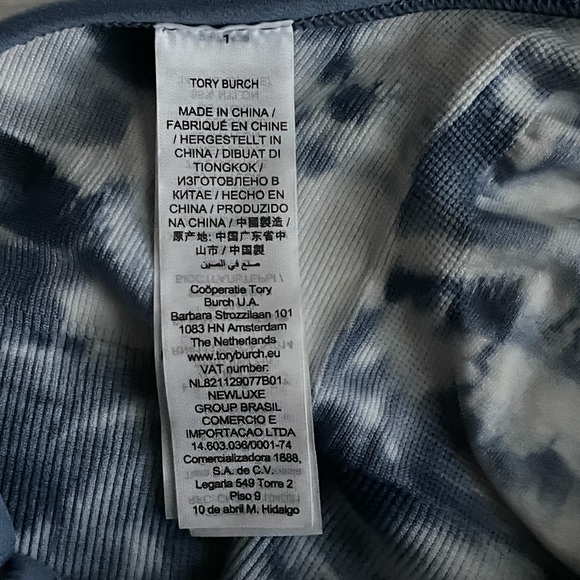 1
TORY BURCH
MADE IN CHINA /
FABRIQUÉ EN CHINE
/ HERGESTELLT IN
CHINA / DIBUAT DI
TIONGKOK /
ИЗГОТОВЛЕНО В
КИТАЕ / HECHO EN
CHINA / PRODUZIDO
NA CHINA / 中國製造 /
原产地: 中国广东省中
山市 / 中國製
صنع في الصين
Coöperatie Tory
Burch U.A.
Barbara Strozzilaan 101
1083 HN Amsterdam
The Netherlands
www.toryburch.eu
VAT number:
NL821129077B01
NEWLUXE
GROUP BRASIL
COMERCIO E
IMPORTACAO LTDA
14.603.036/0001-74
Comercializadora 1888,
S.A. de C.V.
Legaria 549 Torre 2
Piso 9
10 de abril M. Hidalgo